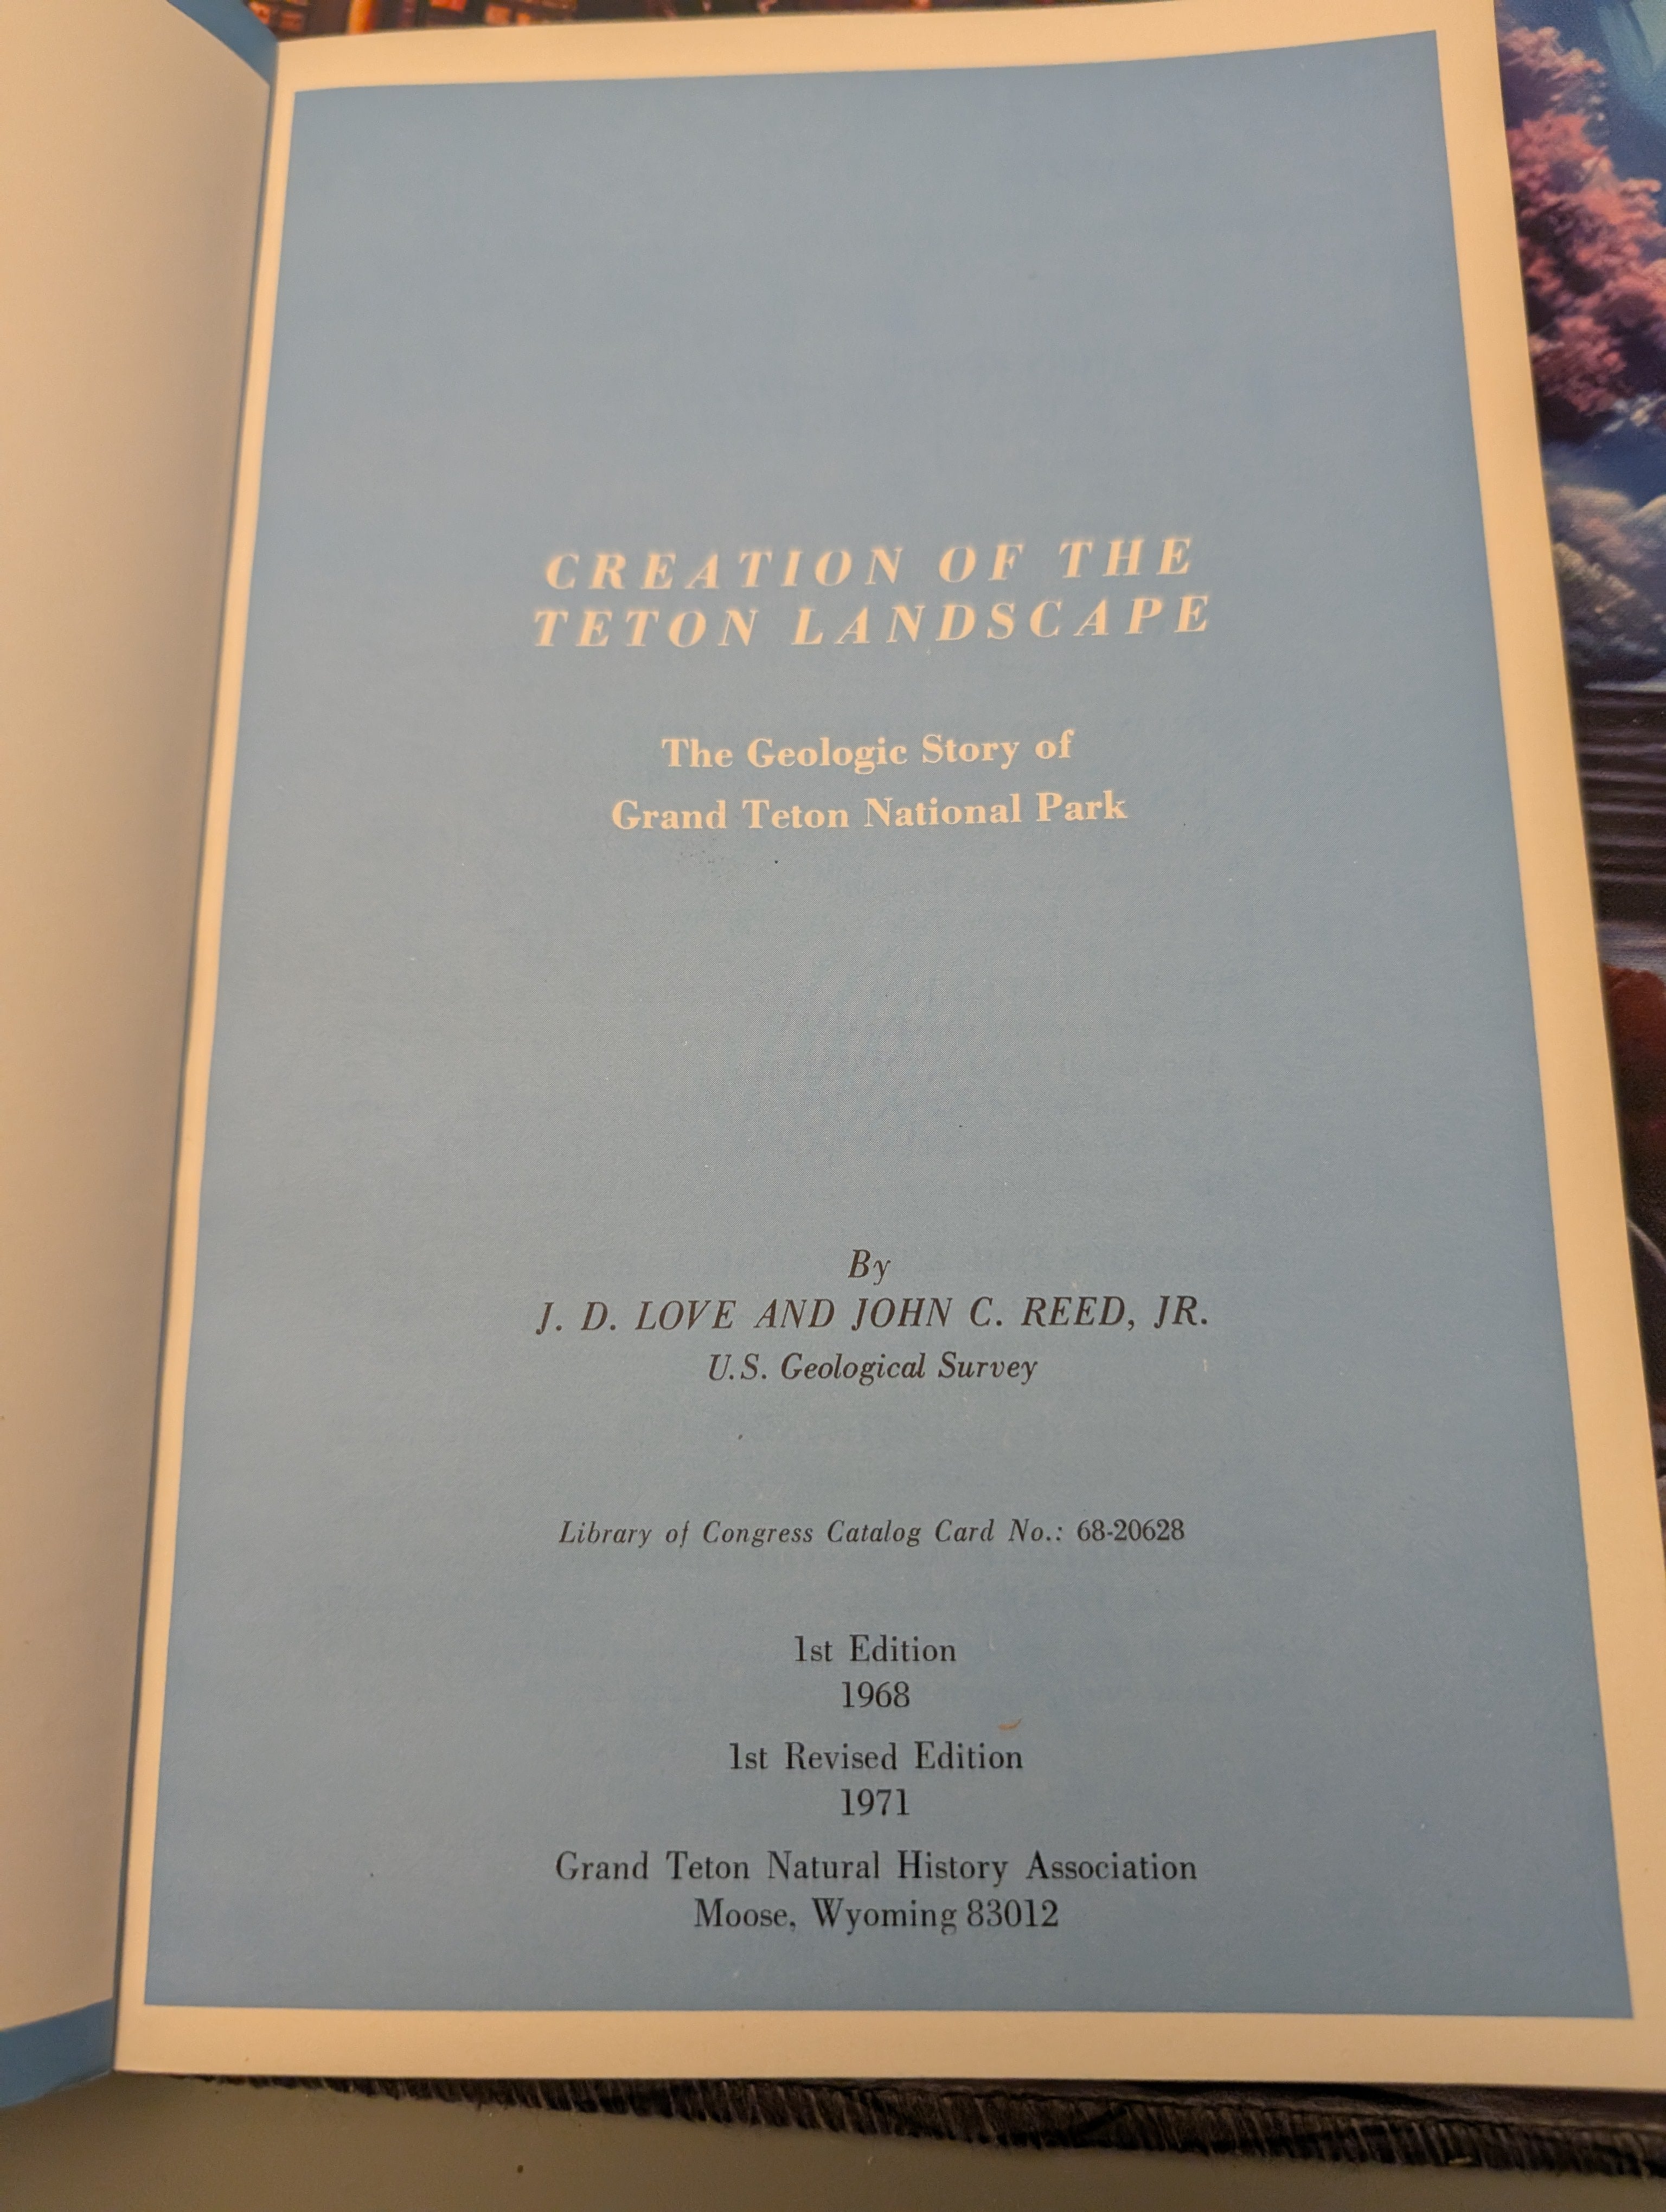 CREATION OF THE
TETON LANDSCAPE
The Geologic Story of
Grand Teton National Park
By
J. D. LOVE AND JOHN C. REED, JR.
U.S. Geological Survey
Library of Congress Catalog Card No.: 68-20628
1st Edition
1968
1st Revised Edition
1971
Grand Teton Natural History Association
Moose, Wyoming 83012